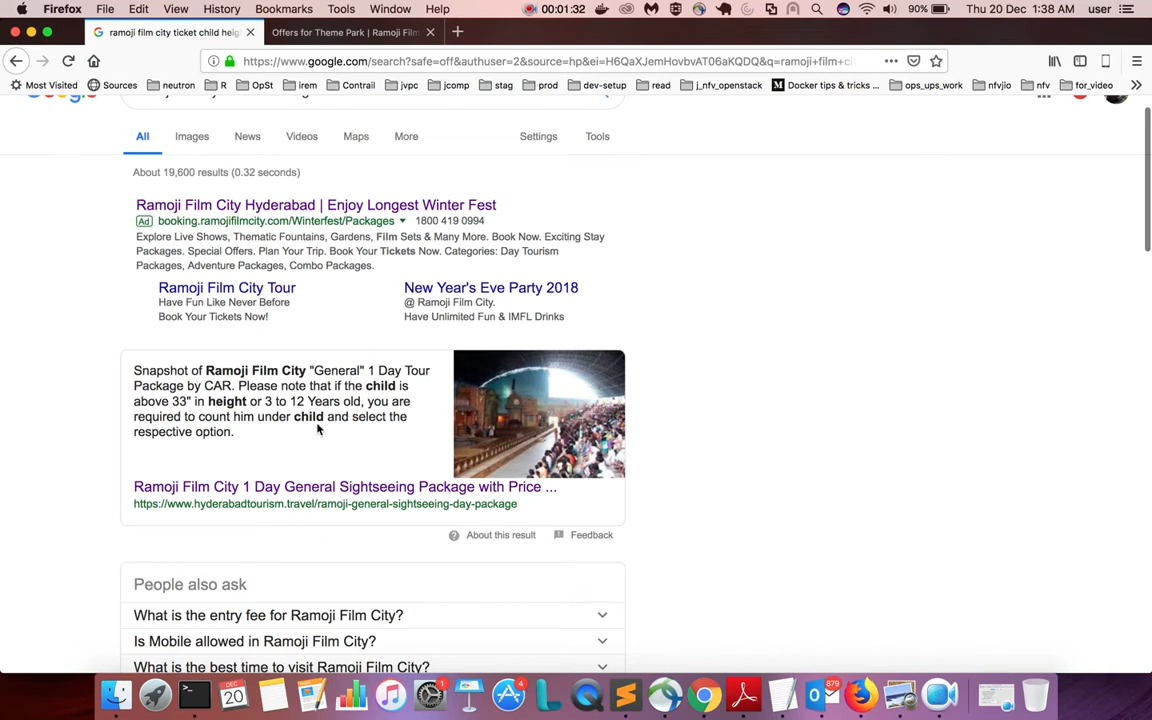 Firefox File Edit View History Bookmarks Tools Window Help 00:01:32 90% Thu 20 Dec 1:38 AM user
ramoji film city ticket child heig Offers for Theme Park | Ramoji Film
https://www.google.com/search?safe=off&authuser=2&source=hp&ei=H6QaXJemHovbvAT06aKQDQ&q=ramoji+film+ci
Most Visited Sources neutron R OpSt irem Contrail jvpc jcomp stag prod dev-setup read j_nfv_openstack Docker tips & tricks ... ops_ups_work nfvjio nfv for_video
All Images News Videos Maps More Settings Tools
About 19,600 results (0.32 seconds)
Ramoji Film City Hyderabad | Enjoy Longest Winter Fest
Ad booking.ramojifilmcity.com/Winterfest/Packages 1800 419 0994
Explore Live Shows, Thematic Fountains, Gardens, Film Sets & Many More. Book Now. Exciting Stay
Packages. Special Offers. Plan Your Trip. Book Your Tickets Now. Categories: Day Tourism
Packages, Adventure Packages, Combo Packages.
Ramoji Film City Tour New Year's Eve Party 2018
Have Fun Like Never Before @ Ramoji Film City.
Book Your Tickets Now! Have Unlimited Fun & IMFL Drinks
Snapshot of Ramoji Film City "General" 1 Day Tour
Package by CAR. Please note that if the child is
above 33" in height or 3 to 12 Years old, you are
required to count him under child and select the
respective option.
Ramoji Film City 1 Day General Sightseeing Package with Price ...
https://www.hyderabadtourism.travel/ramoji-general-sightseeing-day-package
About this result Feedback
People also ask
What is the entry fee for Ramoji Film City?
Is Mobile allowed in Ramoji Film City?
What is the best time to visit Ramoji Film City?
DEC
20
1
4
879